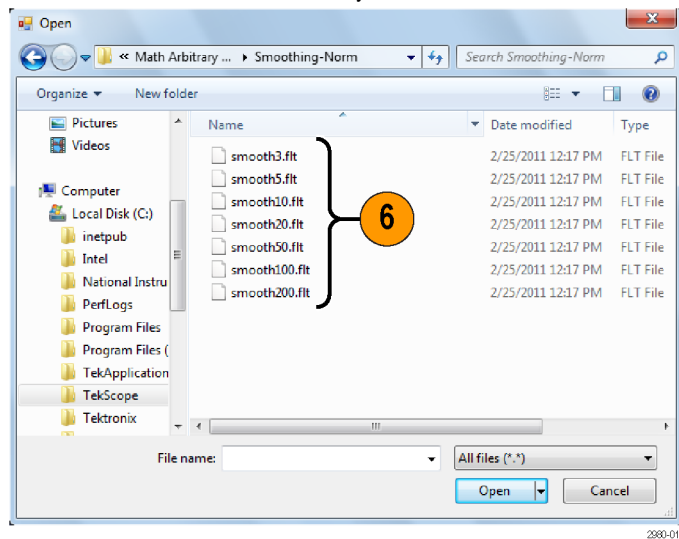 Open
« Math Arbitrary ... Smoothing-Norm
Search Smoothing-Norm
Organize
New folder
Name
Date modified
Type
Pictures
Videos
Computer
Local Disk (C:)
inetpub
Intel
National Instru
PerfLogs
Program Files
Program Files (
TekApplication
TekScope
Tektronix
smooth3.flt 2/25/2011 12:17 PM FLT File
smooth5.flt 2/25/2011 12:17 PM FLT File
smooth10.flt 2/25/2011 12:17 PM FLT File
smooth20.flt 2/25/2011 12:17 PM FLT File
smooth50.flt 2/25/2011 12:17 PM FLT File
smooth100.flt 2/25/2011 12:17 PM FLT File
smooth200.flt 2/25/2011 12:17 PM FLT File
6
File name:
All files (*.*)
Open
Cancel
2980-01